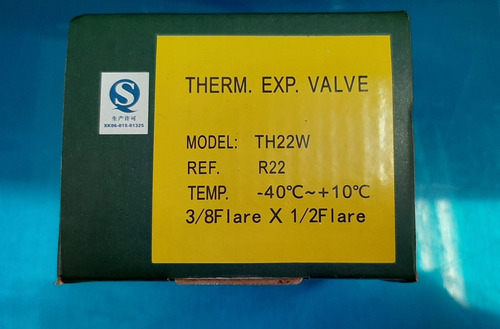 THERM. EXP. VALVE
MODEL: TH22W
REF. R22
TEMP. -40℃~+10℃
3/8Flare X 1/2Flare
生产许可
XK06-015-01325